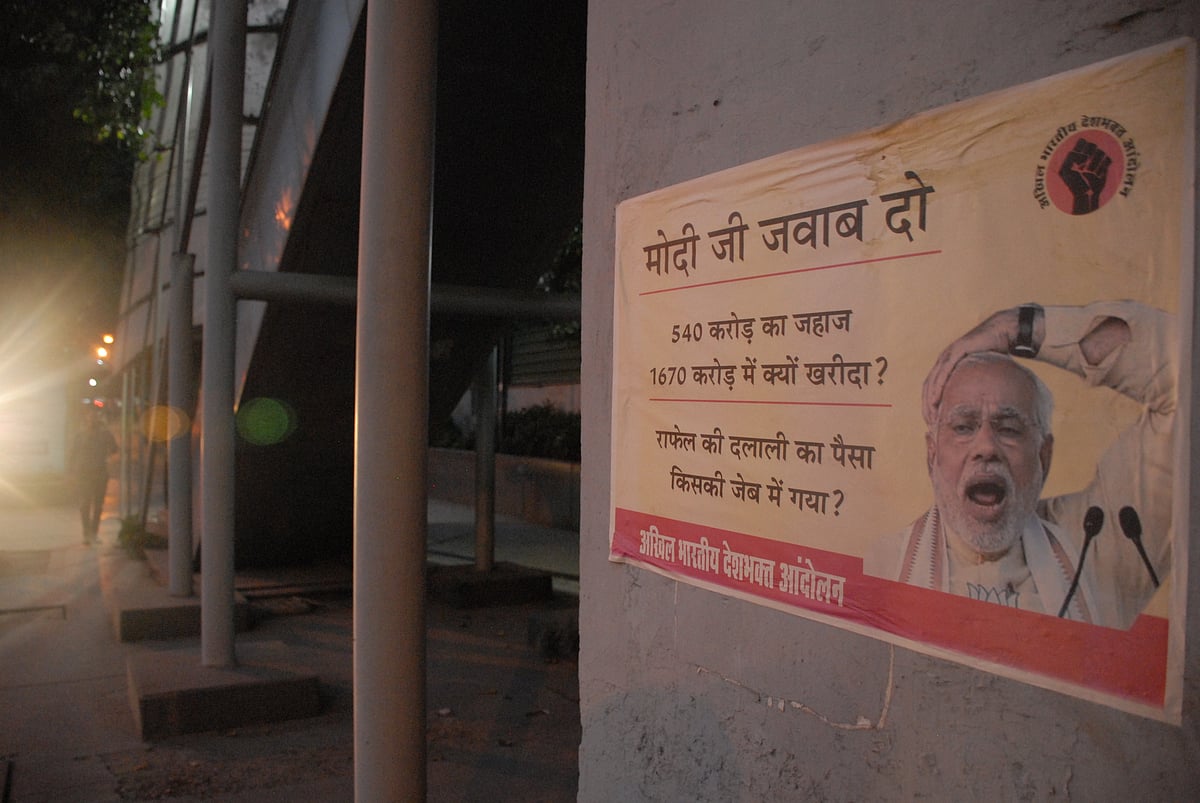 अखिल भारतीय देशभक्त आंदोलन
मोदी जी जवाब दो
540 करोड़ का जहाज
1670 करोड़ में क्यों खरीदा?
राफेल की दलाली का पैसा
किसकी जेब में गया?
अखिल भारतीय देशभक्त आंदोलन